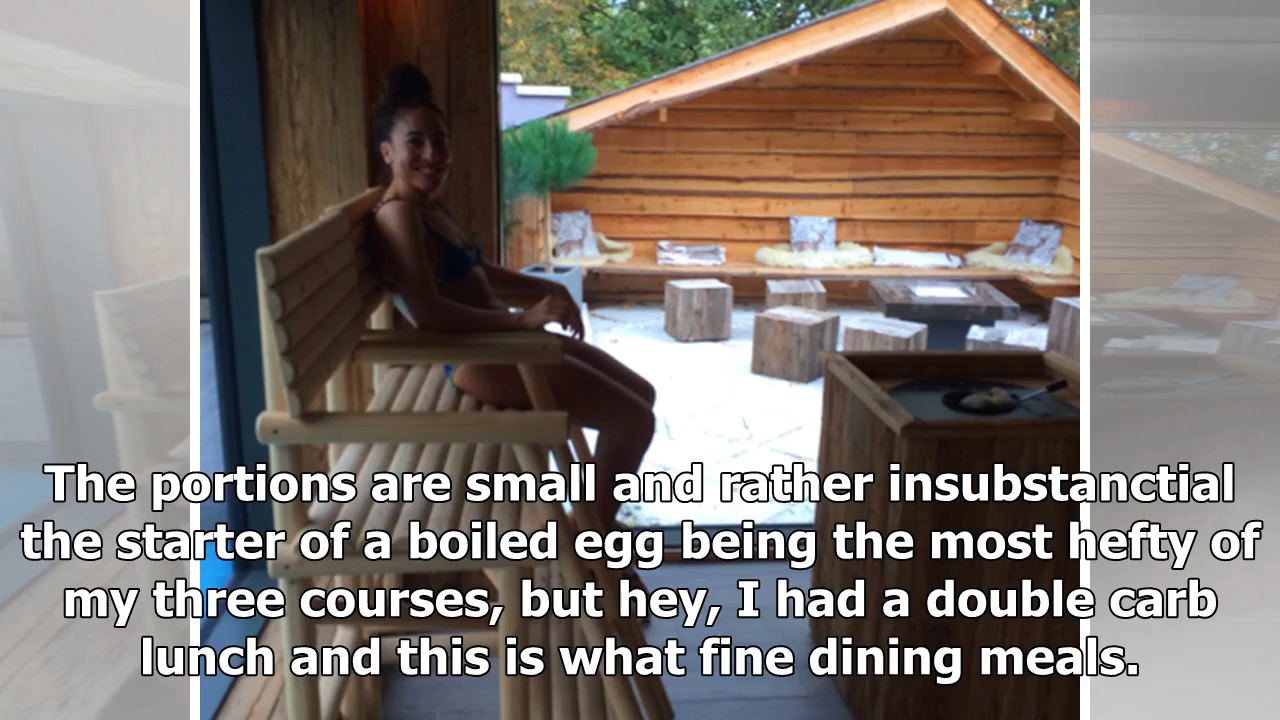 The portions are small and rather insubstanctial
the starter of a boiled egg being the most hefty of
my three courses, but hey, I had a double carb
lunch and this is what fine dining meals.